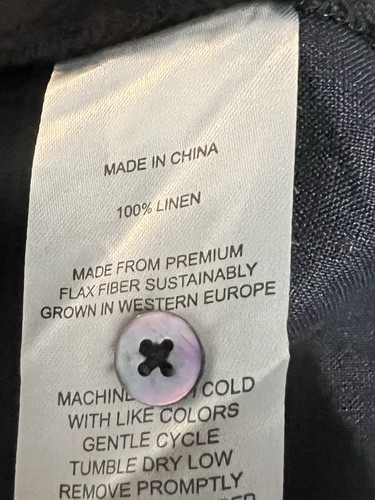 MADE IN CHINA
100% LINEN
MADE FROM PREMIUM
FLAX FIBER SUSTAINABLY
GROWN IN WESTERN EUROPE
MACHINE COLD
WITH LIKE COLORS
GENTLE CYCLE
TUMBLE DRY LOW
REMOVE PROMPTLY